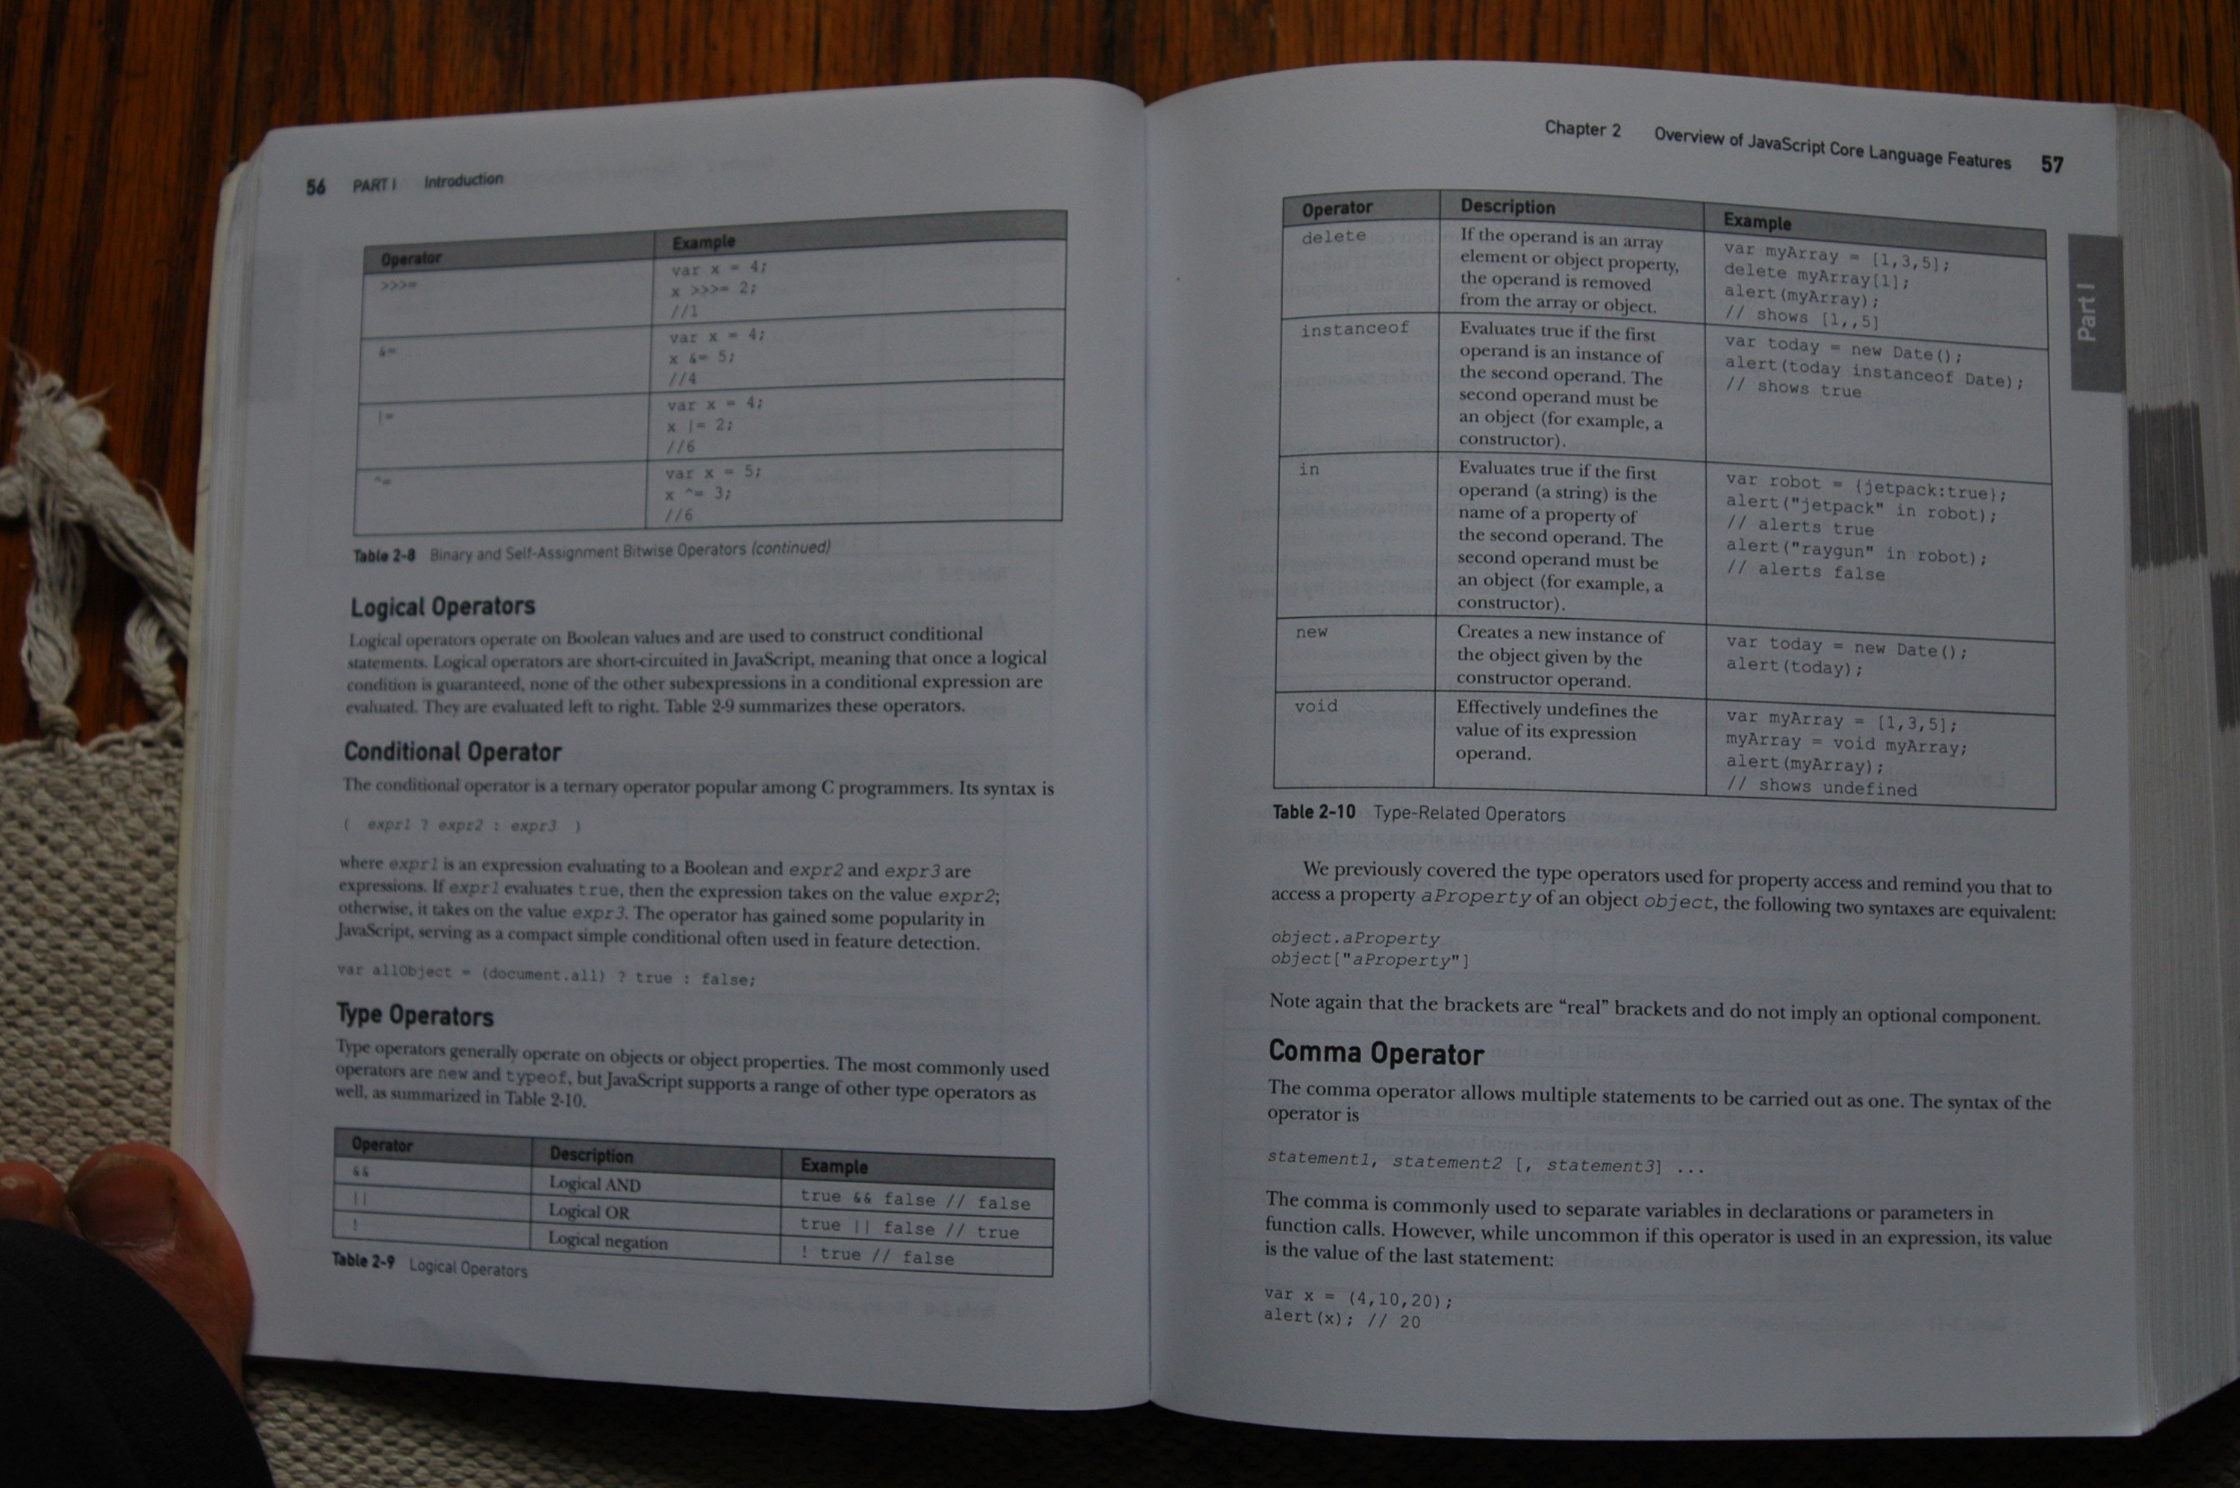 56 PART I Introduction
Operator Example
>>>= var x = 4;
x >>>= 2;
//1
&= var x = 4;
x &= 5;
//4
|= var x = 4;
x |= 2;
//6
^= var x = 5;
x ^= 3;
//6
Table 2-8 Binary and Self-Assignment Bitwise Operators (continued)
Logical Operators
Logical operators operate on Boolean values and are used to construct conditional
statements. Logical operators are short-circuited in JavaScript, meaning that once a logical
condition is guaranteed, none of the other subexpressions in a conditional expression are
evaluated. They are evaluated left to right. Table 2-9 summarizes these operators.
Conditional Operator
The conditional operator is a ternary operator popular among C programmers. Its syntax is
( expr1 ? expr2 : expr3 )
where expr1 is an expression evaluating to a Boolean and expr2 and expr3 are
expressions. If expr1 evaluates true, then the expression takes on the value expr2;
otherwise, it takes on the value expr3. The operator has gained some popularity in
JavaScript, serving as a compact simple conditional often used in feature detection.
var allObject = (document.all) ? true : false;
Type Operators
Type operators generally operate on objects or object properties. The most commonly used
operators are new and typeof, but JavaScript supports a range of other type operators as
well, as summarized in Table 2-10.
Operator Description Example
&& Logical AND true && false // false
|| Logical OR true || false // true
! Logical negation ! true // false
Table 2-9 Logical Operators
Chapter 2 Overview of JavaScript Core Language Features 57
Part I
Operator Description Example
delete If the operand is an array var myArray = [1,3,5];
element or object property, delete myArray[1];
the operand is removed alert(myArray);
from the array or object. // shows [1,,5]
instanceof Evaluates true if the first var today = new Date();
operand is an instance of alert(today instanceof Date);
the second operand. The // shows true
second operand must be
an object (for example, a
constructor).
in Evaluates true if the first var robot = {jetpack:true};
operand (a string) is the alert("jetpack" in robot);
name of a property of // alerts true
the second operand. The alert("raygun" in robot);
second operand must be // alerts false
an object (for example, a
constructor).
new Creates a new instance of var today = new Date();
the object given by the alert(today);
constructor operand.
void Effectively undefines the var myArray = [1,3,5];
value of its expression myArray = void myArray;
operand. alert(myArray);
// shows undefined
Table 2-10 Type-Related Operators
We previously covered the type operators used for property access and remind you that to
access a property aProperty of an object object, the following two syntaxes are equivalent:
object.aProperty
object["aProperty"]
Note again that the brackets are “real” brackets and do not imply an optional component.
Comma Operator
The comma operator allows multiple statements to be carried out as one. The syntax of the
operator is
statement1, statement2 [, statement3] ...
The comma is commonly used to separate variables in declarations or parameters in
function calls. However, while uncommon if this operator is used in an expression, its value
is the value of the last statement:
var x = (4,10,20);
alert(x); // 20